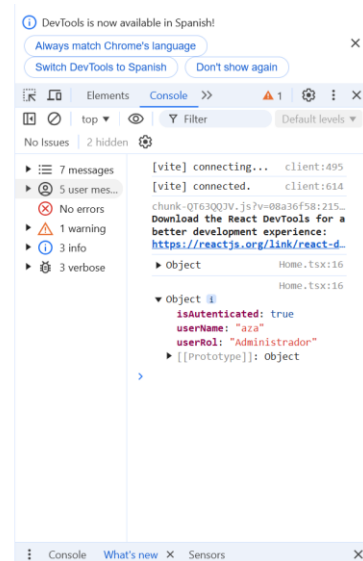 DevTools is now available in Spanish!
Always match Chrome's language
Switch DevTools to Spanish
Don't show again
Elements
Console
1
top
Filter
Default levels
No Issues
2 hidden
7 messages
5 user mes...
No errors
1 warning
3 info
3 verbose
[vite] connecting... client:495
[vite] connected. client:614
chunk-QT63QQJV.js?v=08a36f58:215…
Download the React DevTools for a
better development experience:
https://reactjs.org/link/react-d…
Object Home.tsx:16
Home.tsx:16
Object i
isAutenticated: true
userName: "aza"
userRol: "Administrador"
[[Prototype]]: Object
Console
What's new
Sensors